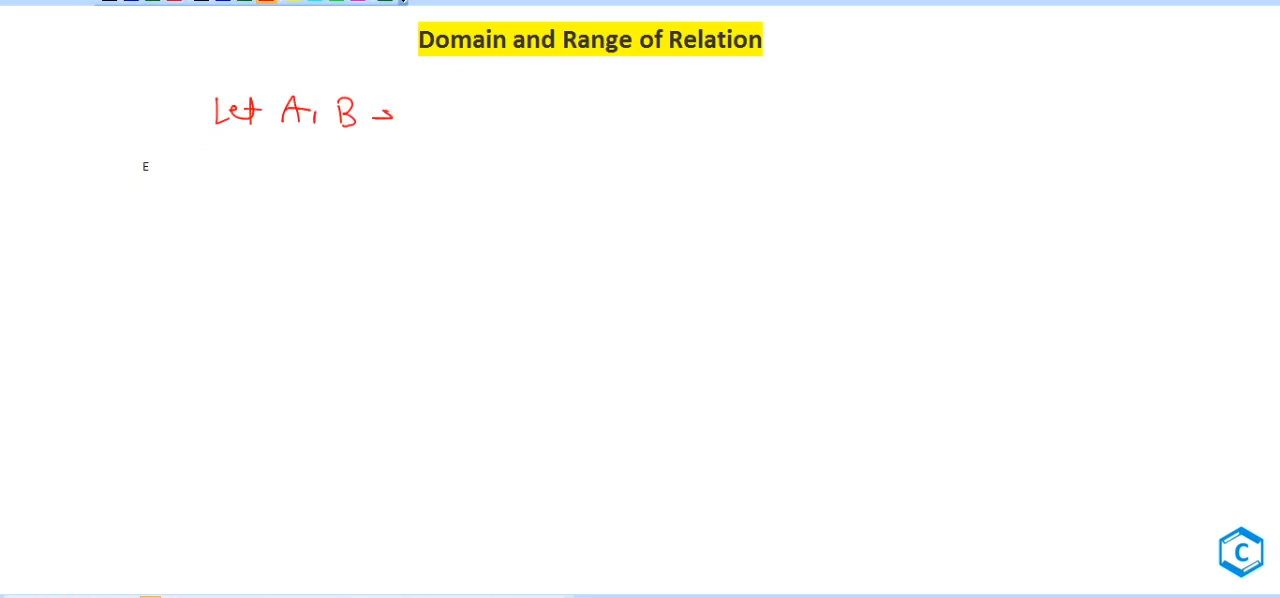 Domain and Range of Relation
Let A, B →
E
C